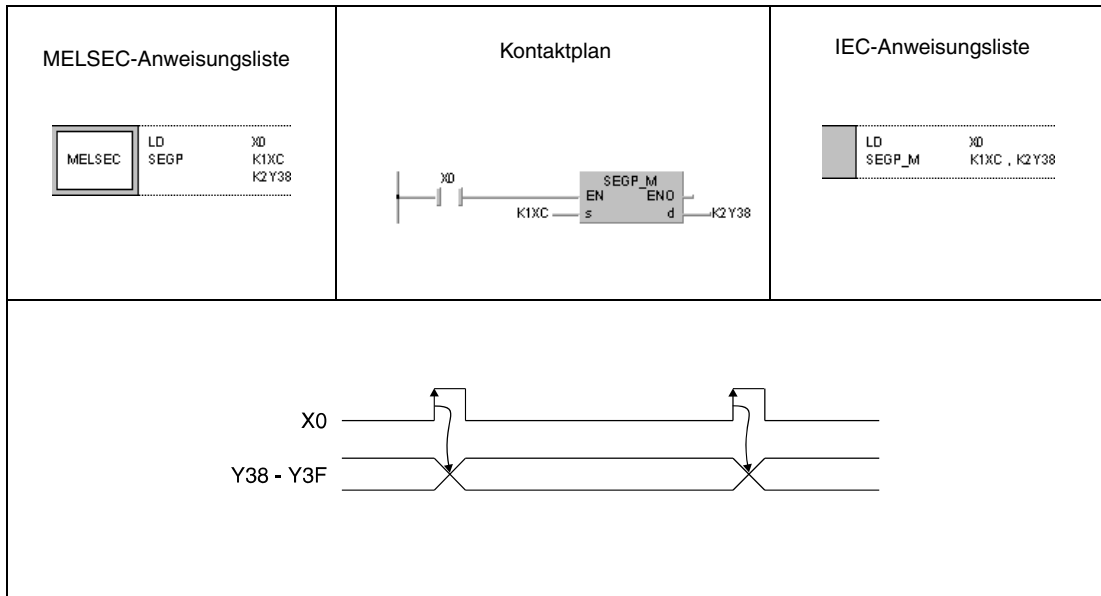 MELSEC-Anweisungsliste
MELSEC
LD X0
SEGP K1XC
K2Y38
Kontaktplan
X0
SEGP_M
EN ENO
K1XC s d K2Y38
IEC-Anweisungsliste
LD X0
SEGP_M K1XC , K2Y38
X0
Y38 - Y3F